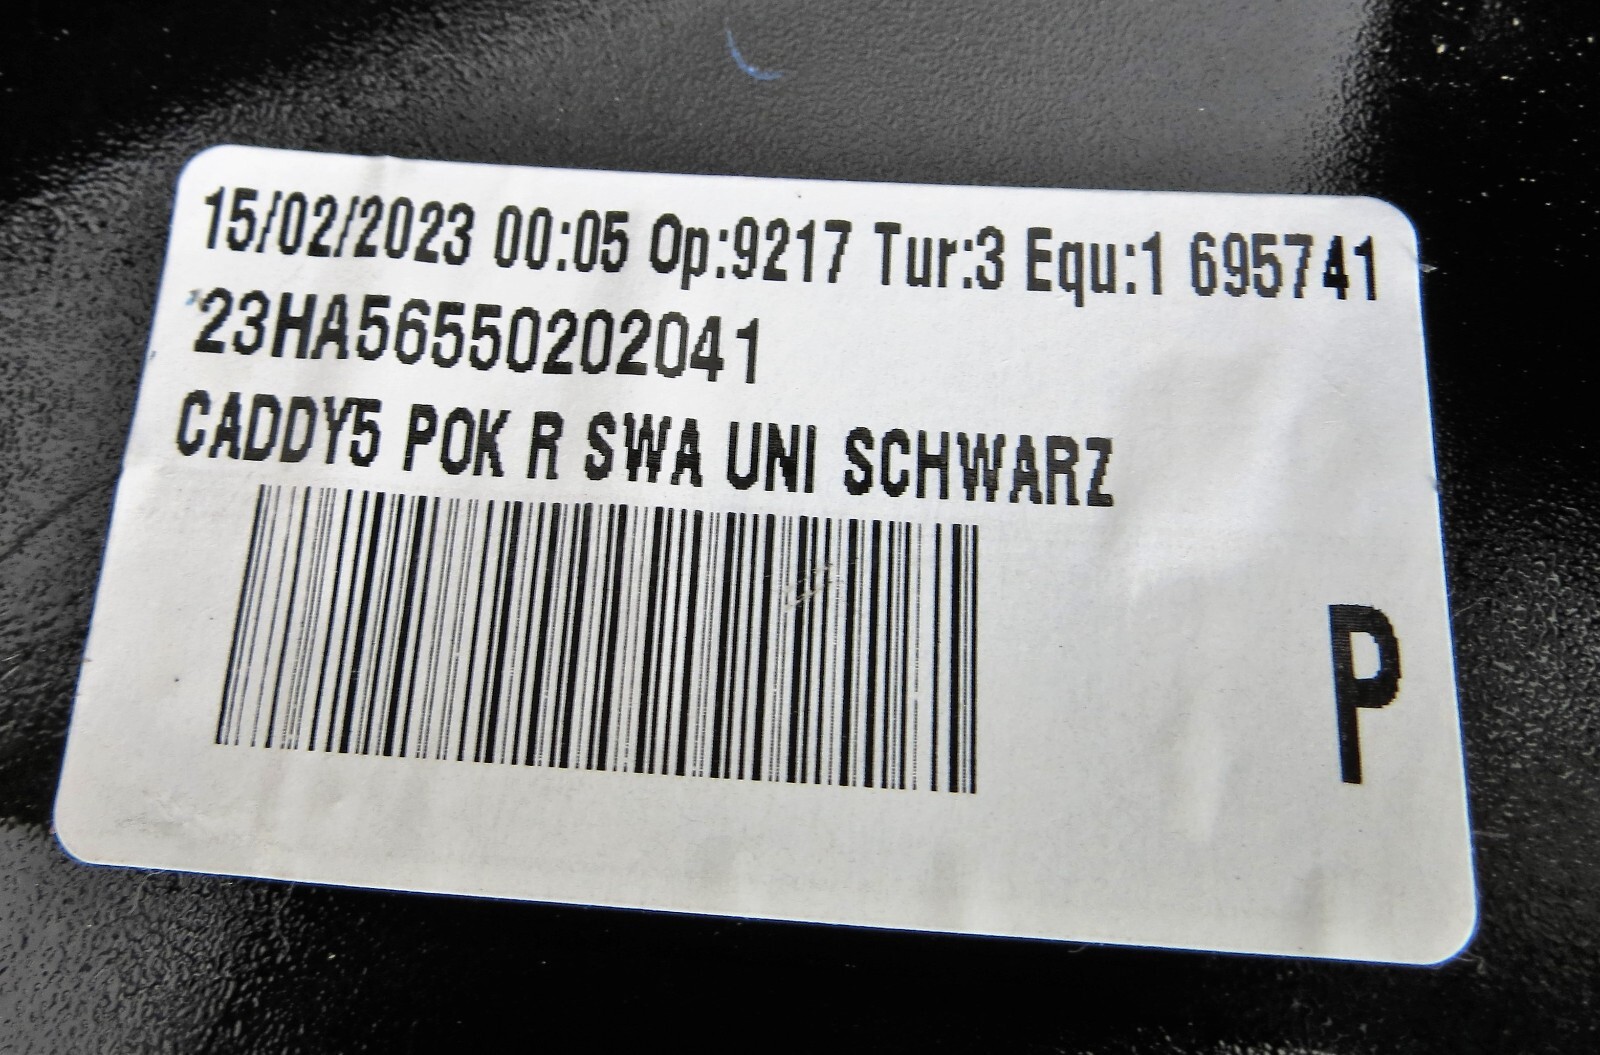 15/02/2023 00:05 Op:9217 Tur:3 Equ:1 695741
23HA56550202041
CADDY5 POK R SWA UNI SCHWARZ
P